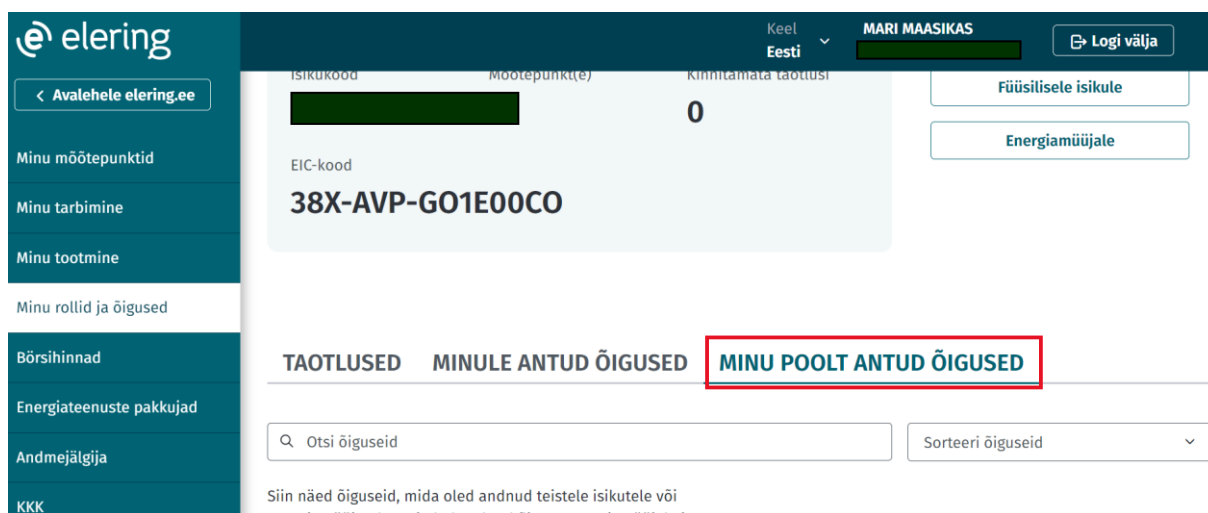 elering
Keel
Eesti
MARI MAASIKAS
Logi välja
Avalehele elering.ee
Minu mõõtepunktid
Minu tarbimine
Minu tootmine
Minu rollid ja õigused
Börsihinnad
Energiateenuste pakkujad
Andmejälgija
KKK
Isikukood Mõõtepunkt(e) Kinnitamata taotlusi
0
EIC-kood
38X-AVP-GO1E00CO
Füüsilisele isikule
Energiamüüjale
TAOTLUSED MINULE ANTUD ÕIGUSED MINU POOLT ANTUD ÕIGUSED
Otsi õiguseid
Sorteeri õiguseid
Siin näed õiguseid, mida oled andnud teistele isikutele või